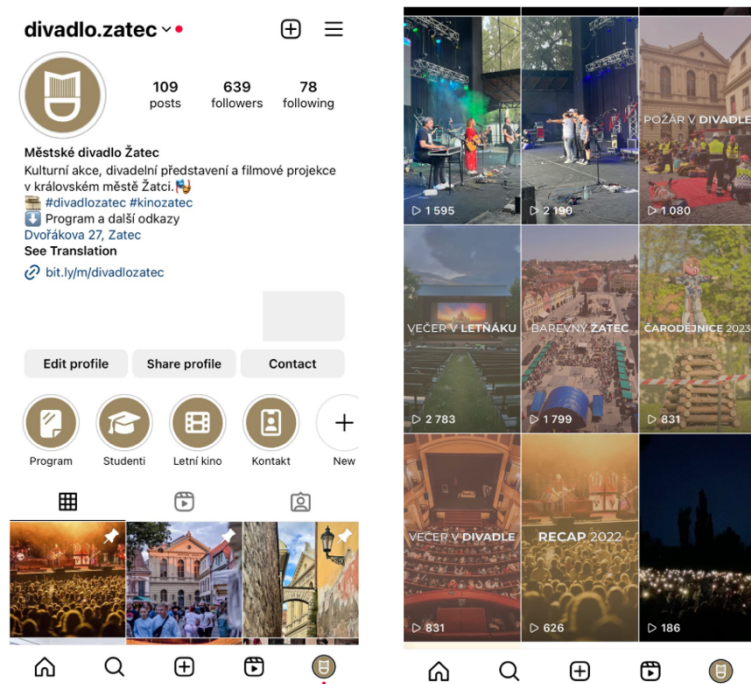 divadlo.zatec
109
posts
639
followers
78
following
Městské divadlo Žatec
Kulturní akce, divadelní představení a filmové projekce
v královském městě Žatci.
#divadlozatec #kinozatec
Program a další odkazy
Dvořákova 27, Zatec
See Translation
bit.ly/m/divadlozatec
Edit profile
Share profile
Contact
Program
Studenti
Letní kino
Kontakt
New
1 595
2 190
POŽÁR V DIVADLE
1 080
VEČER V LETŇÁKU
2 783
BAREVNÝ ŽATEC
1 799
ČARODĚJNICE 2023
831
VEČER V DIVADLE
831
RECAP 2022
626
186